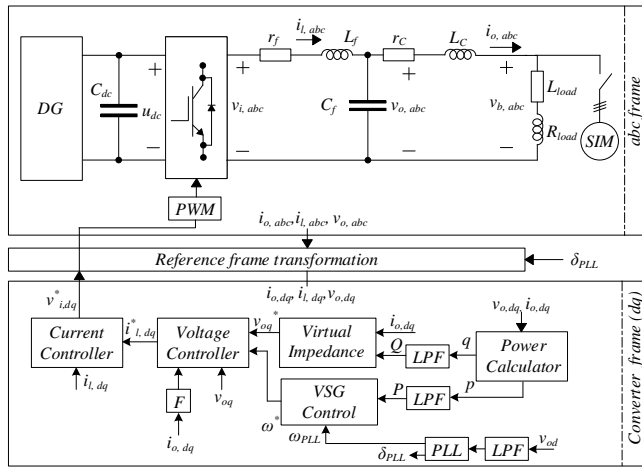 i_l, abc
i_o, abc
r_f
L_f
r_C
L_C
DG
C_dc
u_dc
+
−
+
−
v_i, abc
C_f
+
−
v_o, abc
+
−
v_b, abc
L_load
R_load
SIM
abc frame
PWM
i_o, abc, i_l, abc, v_o, abc
Reference frame transformation
δ_PLL
v*_i,dq
i_o,dq, i_l, dq, v_o,dq
Current Controller
i*_l, dq
Voltage Controller
v_oq*
Virtual Impedance
i_o,dq
Q
LPF
q
v_o,dq, i_o,dq
Power Calculator
i_l, dq
F
v_oq
i_o, dq
ω*
VSG Control
P
LPF
p
ω_PLL
δ_PLL
PLL
LPF
v_od
Converter frame (dq)